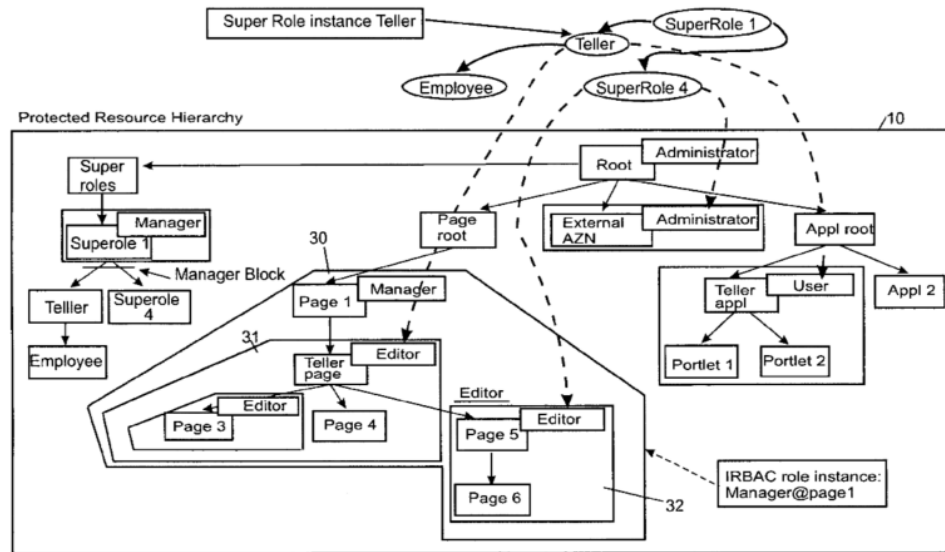 Super Role instance Teller
SuperRole 1
Teller
Employee
SuperRole 4
Protected Resource Hierarchy
10
Super
roles
Root
Administrator
Manager
Superole 1
Page
root
External
AZN
Administrator
Appl root
30
Manager Block
Page 1
Manager
Teller
appl
User
Appl 2
Telller
Superole
4
31
Editor
Teller
page
Portlet 1
Portlet 2
Employee
Editor
Editor
Editor
Page 3
Page 4
Page 5
Page 6
32
IRBAC role instance:
Manager@page1